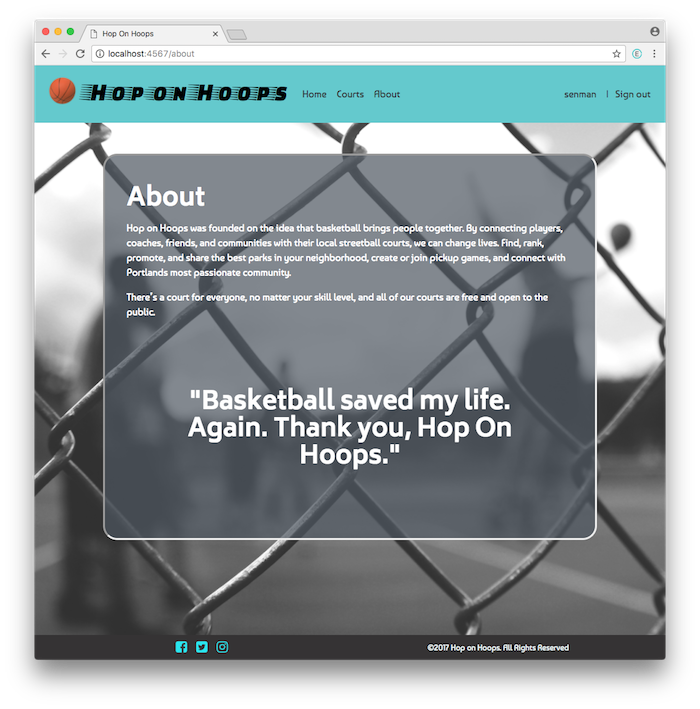 Hop On Hoops
localhost:4567/about
HOP ON HOOPS
Home Courts About
senman | Sign out
About
Hop on Hoops was founded on the idea that basketball brings people together. By connecting players,
coaches, friends, and communities with their local streetball courts, we can change lives. Find, rank,
promote, and share the best parks in your neighborhood, create or join pickup games, and connect with
Portlands most passionate community.
There's a court for everyone, no matter your skill level, and all of our courts are free and open to the
public.
"Basketball saved my life.
Again. Thank you, Hop On
Hoops."
©2017 Hop on Hoops. All Rights Reserved